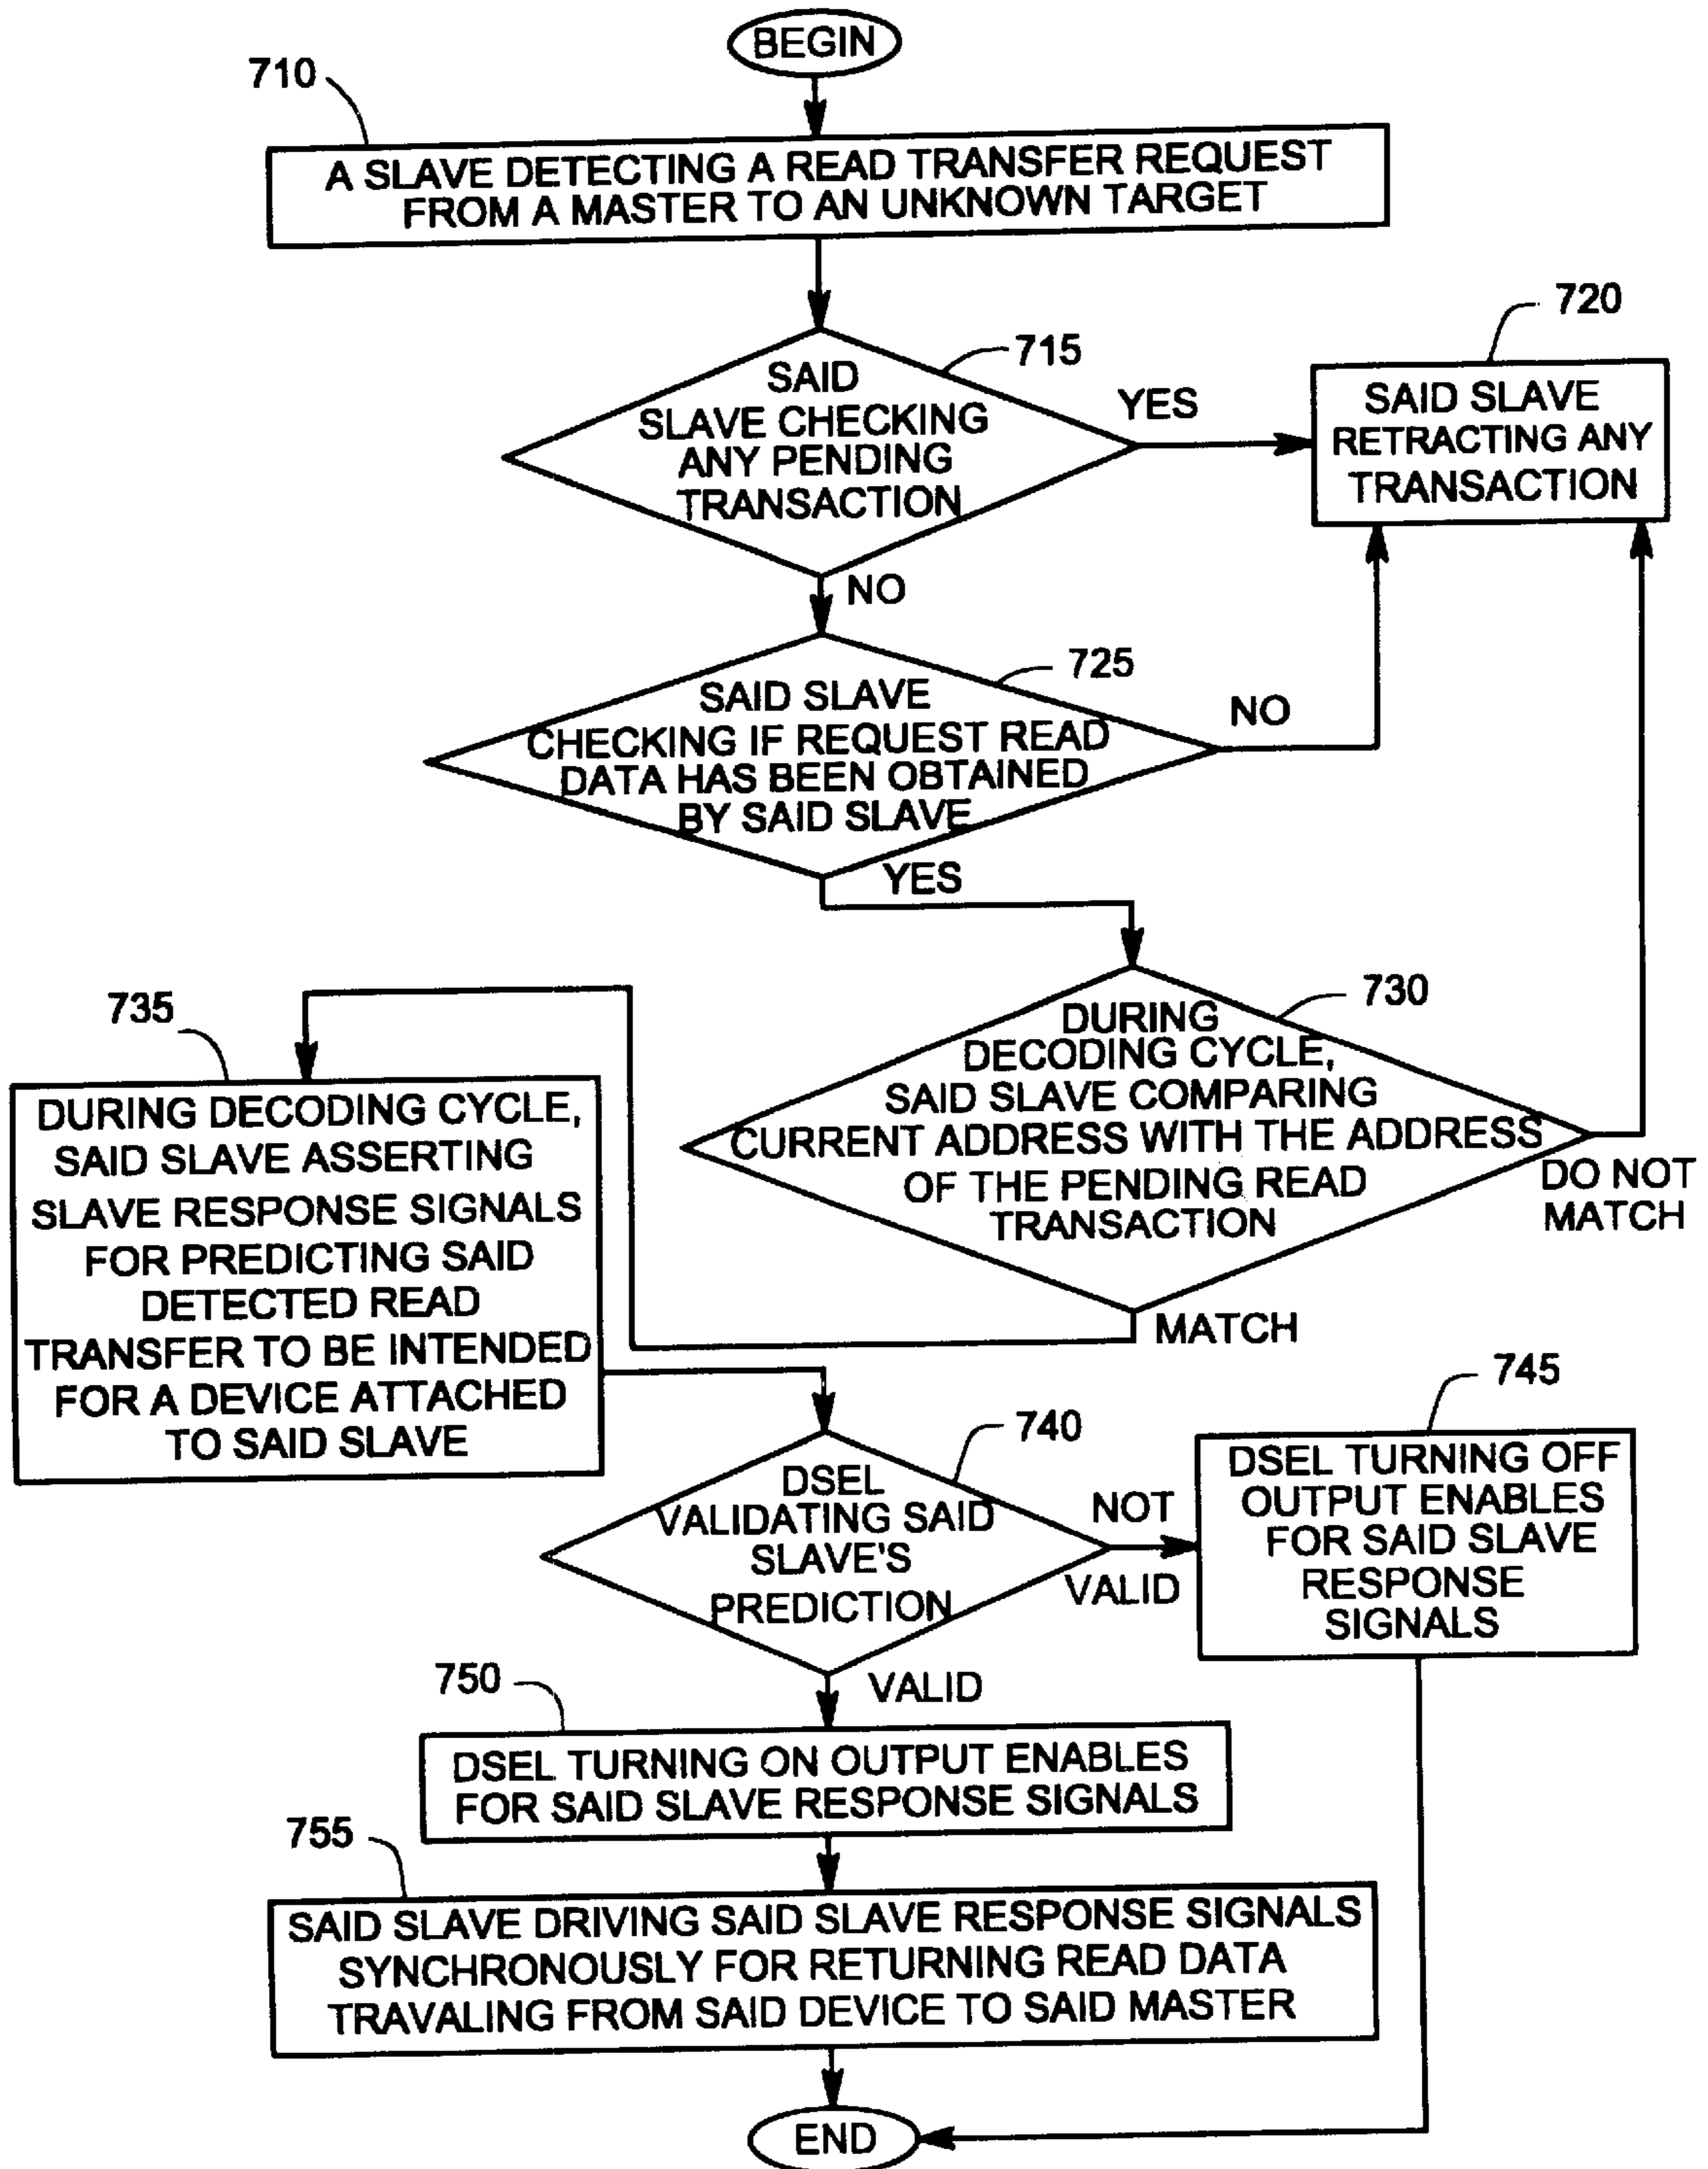 BEGIN
710
A SLAVE DETECTING A READ TRANSFER REQUEST
FROM A MASTER TO AN UNKNOWN TARGET
720
715
SAID
SLAVE CHECKING
ANY PENDING
TRANSACTION
YES
SAID SLAVE
RETRACTING ANY
TRANSACTION
NO
725
SAID SLAVE
CHECKING IF REQUEST READ
DATA HAS BEEN OBTAINED
BY SAID SLAVE
NO
YES
730
DURING
DECODING CYCLE,
SAID SLAVE COMPARING
CURRENT ADDRESS WITH THE ADDRESS
OF THE PENDING READ
TRANSACTION
DO NOT
MATCH
MATCH
735
DURING DECODING CYCLE,
SAID SLAVE ASSERTING
SLAVE RESPONSE SIGNALS
FOR PREDICTING SAID
DETECTED READ
TRANSFER TO BE INTENDED
FOR A DEVICE ATTACHED
TO SAID SLAVE
740
DSEL
VALIDATING SAID
SLAVE'S
PREDICTION
NOT
VALID
745
DSEL TURNING OFF
OUTPUT ENABLES
FOR SAID SLAVE
RESPONSE
SIGNALS
VALID
750
DSEL TURNING ON OUTPUT ENABLES
FOR SAID SLAVE RESPONSE SIGNALS
755
SAID SLAVE DRIVING SAID SLAVE RESPONSE SIGNALS
SYNCHRONOUSLY FOR RETURNING READ DATA
TRAVALING FROM SAID DEVICE TO SAID MASTER
END